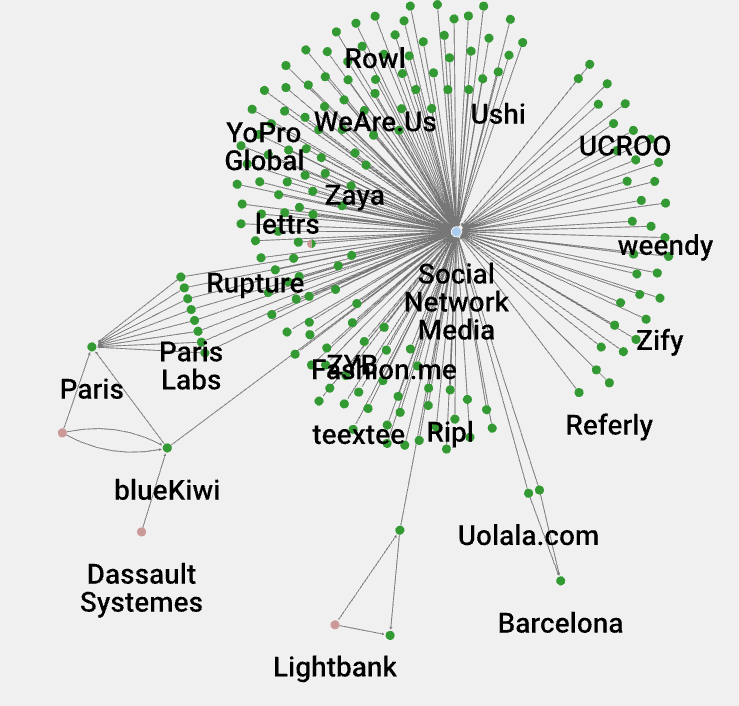 Rowl
Ushi
WeAre.Us
YoPro
Global
UCROO
Zaya
lettrs
weendy
Rupture
Social
Network
Media
Zify
Paris
Labs
Fashion.me
Paris
Referly
teextee
Ripl
blueKiwi
Uolala.com
Dassault
Systemes
Barcelona
Lightbank